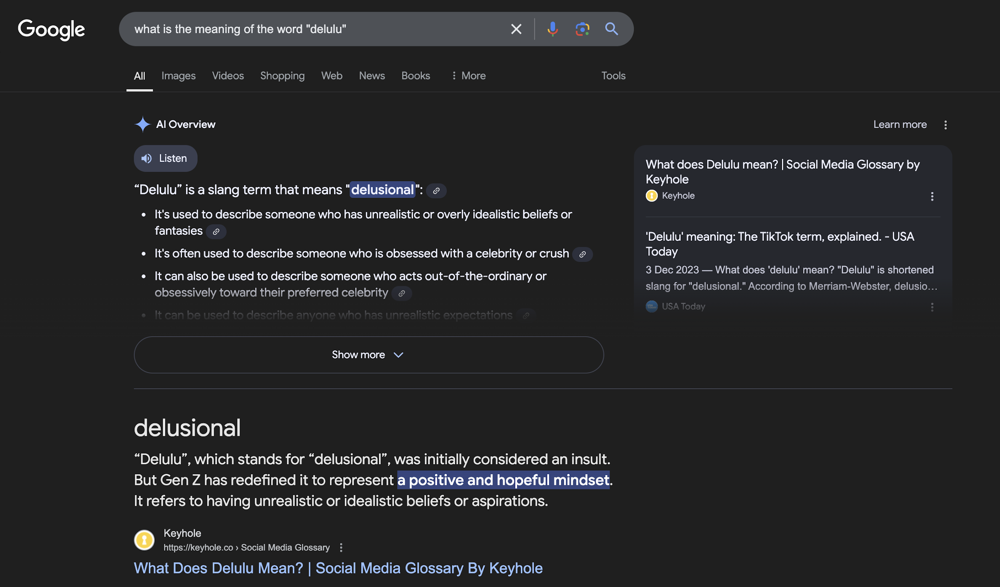 Google
what is the meaning of the word "delulu"
All Images Videos Shopping Web News Books More Tools
AI Overview
Learn more
Listen
“Delulu” is a slang term that means "delusional":
It's used to describe someone who has unrealistic or overly idealistic beliefs or
fantasies
It's often used to describe someone who is obsessed with a celebrity or crush
It can also be used to describe someone who acts out-of-the-ordinary or
obsessively toward their preferred celebrity
It can be used to describe anyone who has unrealistic expectations
Show more
What does Delulu mean? | Social Media Glossary by
Keyhole
Keyhole
'Delulu' meaning: The TikTok term, explained. - USA
Today
3 Dec 2023 — What does 'delulu' mean? "Delulu" is shortened
slang for "delusional." According to Merriam-Webster, delusio...
USA TODAY
USA Today
delusional
“Delulu”, which stands for “delusional”, was initially considered an insult.
But Gen Z has redefined it to represent a positive and hopeful mindset.
It refers to having unrealistic or idealistic beliefs or aspirations.
Keyhole
https://keyhole.co › Social Media Glossary
What Does Delulu Mean? | Social Media Glossary By Keyhole